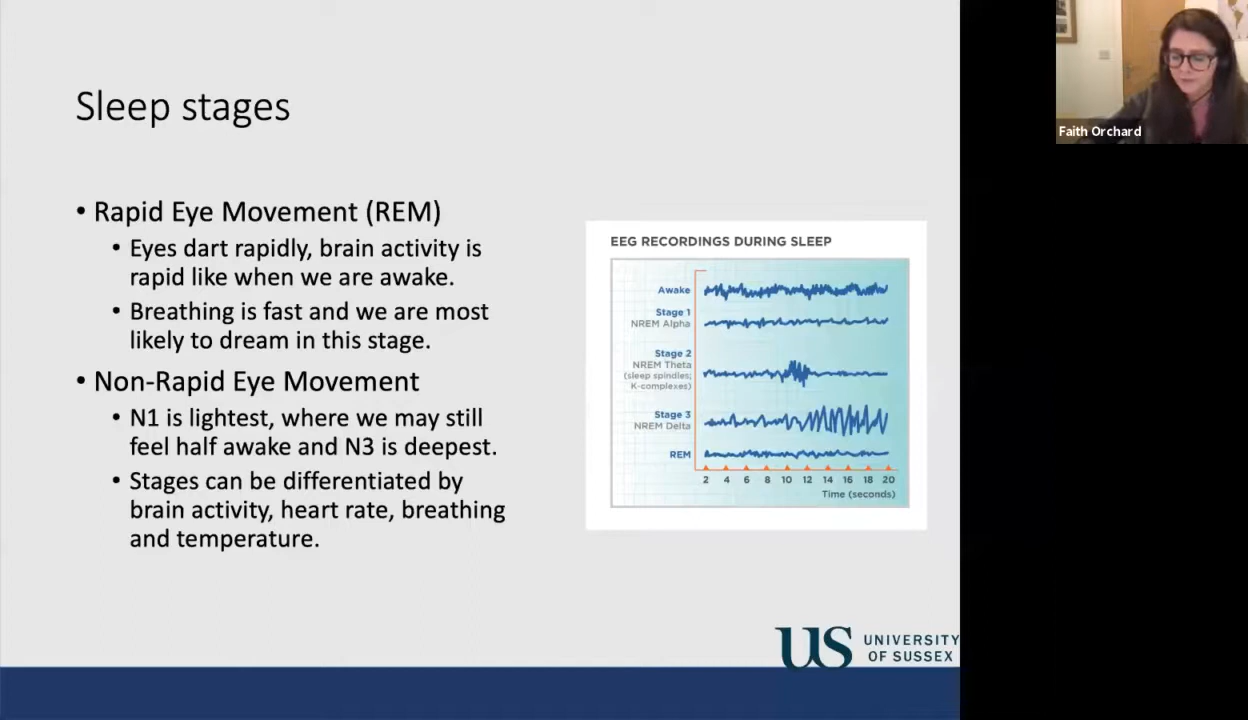 Sleep stages
• Rapid Eye Movement (REM)
• Eyes dart rapidly, brain activity is
rapid like when we are awake.
• Breathing is fast and we are most
likely to dream in this stage.
• Non-Rapid Eye Movement
• N1 is lightest, where we may still
feel half awake and N3 is deepest.
• Stages can be differentiated by
brain activity, heart rate, breathing
and temperature.
EEG RECORDINGS DURING SLEEP
Awake
Stage 1
NREM Alpha
Stage 2
NREM Theta
(sleep spindles;
K-complexes)
Stage 3
NREM Delta
REM
2 4 6 8 10 12 14 16 18 20
Time (seconds)
US UNIVERSITY
OF SUSSEX
Faith Orchard